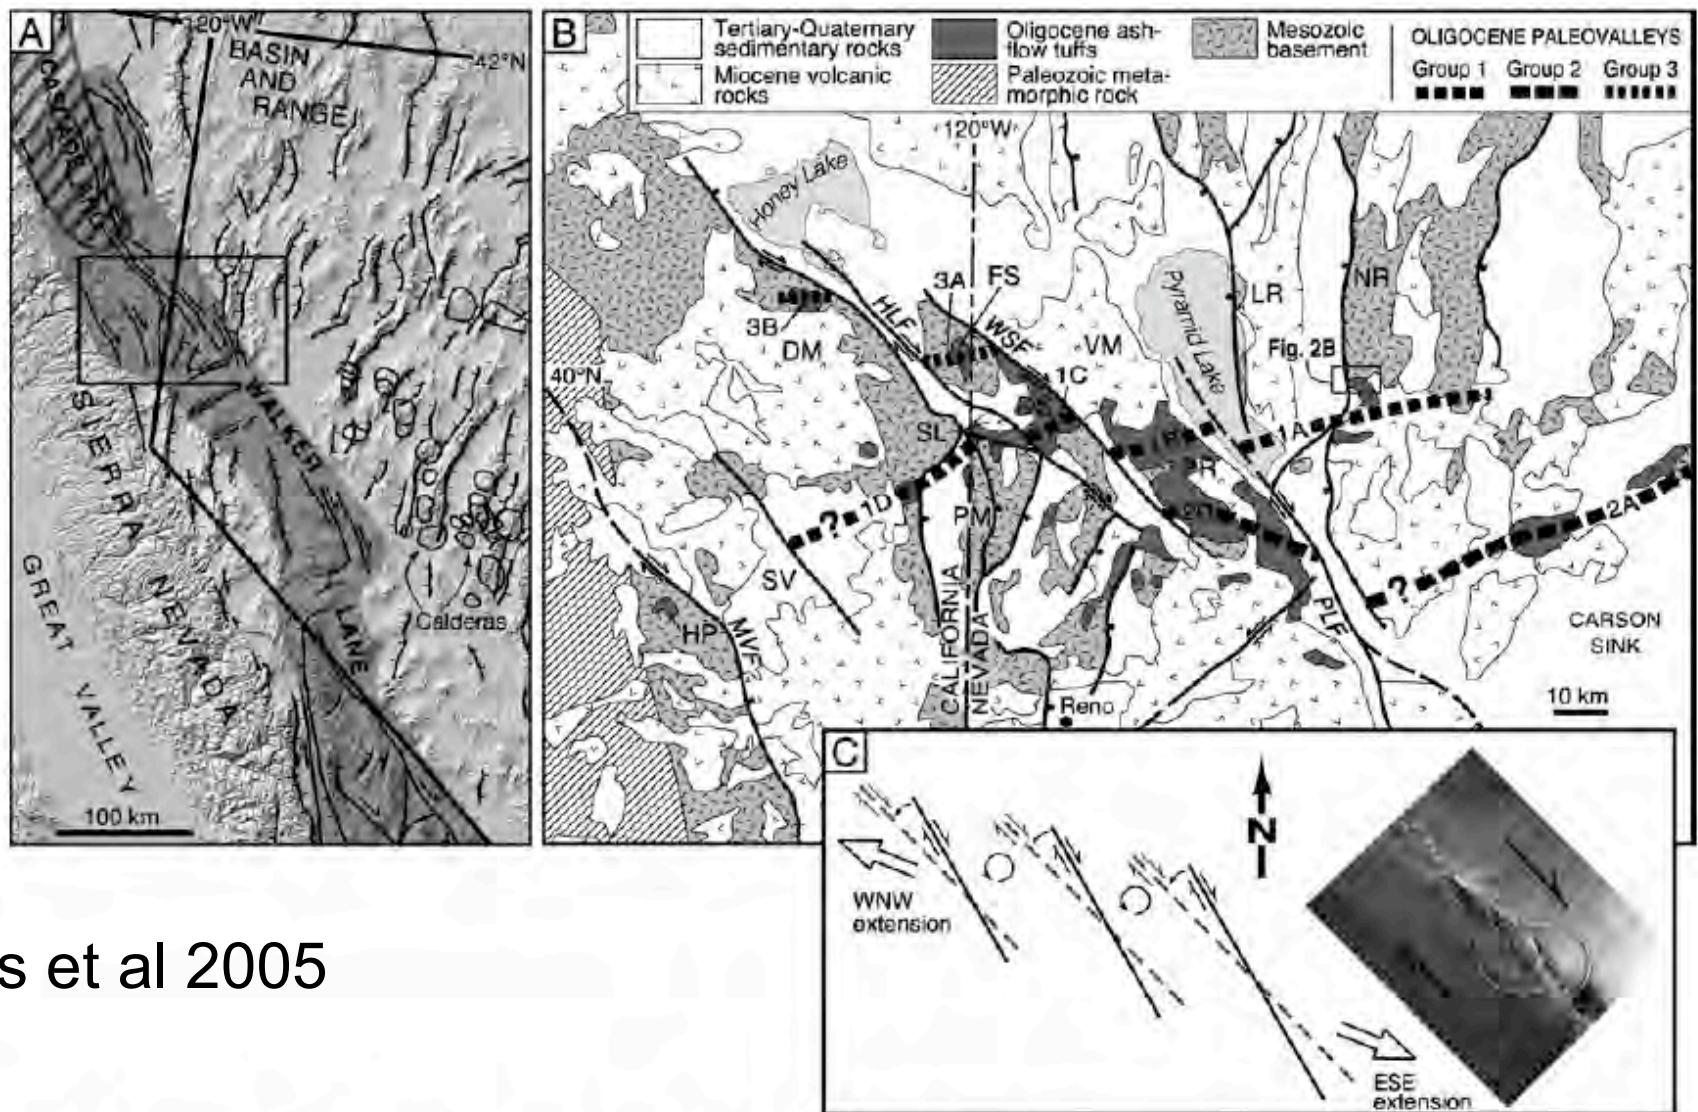 A
120°W
42°N
BASIN
AND
RANGE
CASCADE ARC
WALKER
LANE
SIERRA
NEVADA
GREAT
VALLEY
Calderas
100 km
B
Tertiary-Quaternary
sedimentary rocks
Miocene volcanic
rocks
Oligocene ash-
flow tuffs
Paleozoic meta-
morphic rock
Mesozoic
basement
OLIGOCENE PALEOVALLEYS
Group 1 Group 2 Group 3
120°W
Honey Lake
3A
FS
3B
DM
HLF
WSF
VM
1C
Pyramid Lake
LR
NR
Fig. 2B
40°N
SL
1A
1D
?
PM
2A
?
SV
HP
MVF
CALIFORNIA
NEVADA
PLF
CARSON
SINK
Reno
10 km
C
N
WNW
extension
ESE
extension
s et al 2005